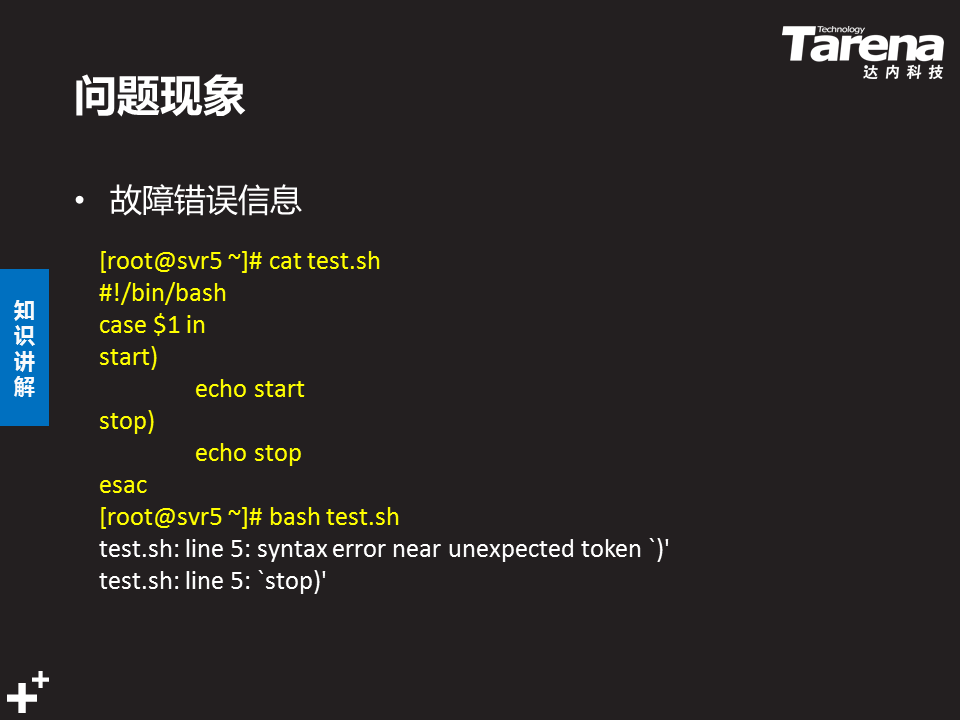 Technology
Tarena
达内科技
问题现象
• 故障错误信息
[root@svr5 ~]# cat test.sh
#!/bin/bash
case $1 in
start)
echo start
stop)
echo stop
esac
[root@svr5 ~]# bash test.sh
test.sh: line 5: syntax error near unexpected token `)'
test.sh: line 5: `stop)'
知识讲解